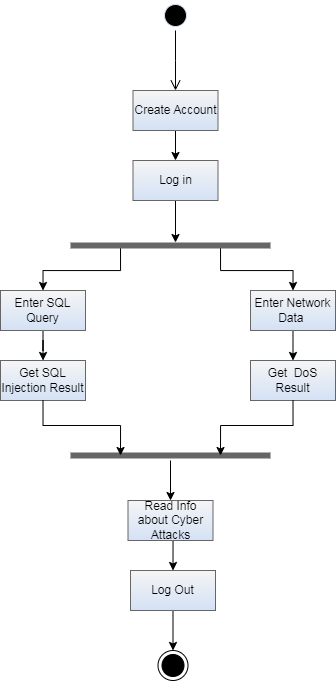 Create Account
Log in
Enter SQL
Query
Enter Network
Data
Get SQL
Injection Result
Get DoS
Result
Read Info
about Cyber
Attacks
Log Out